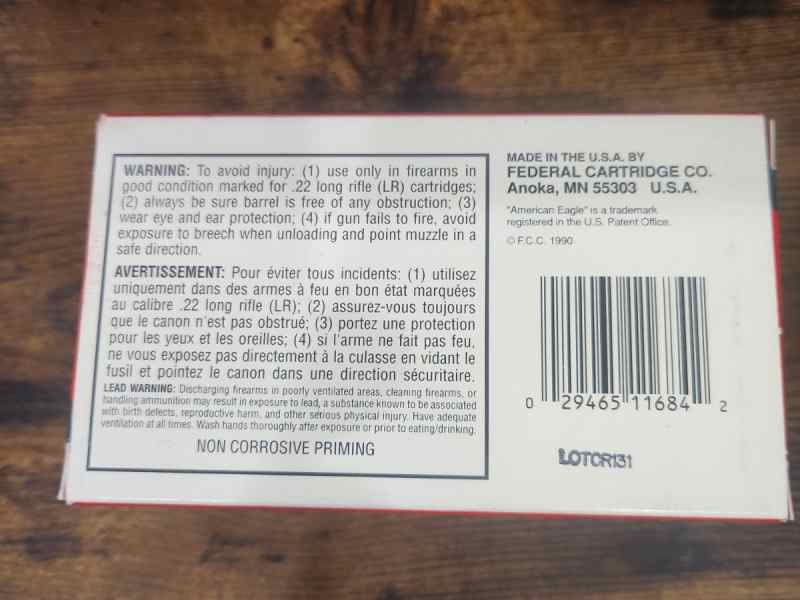 WARNING: To avoid injury: (1) use only in firearms in
good condition marked for .22 long rifle (LR) cartridges;
(2) always be sure barrel is free of any obstruction; (3)
wear eye and ear protection; (4) if gun fails to fire, avoid
exposure to breech when unloading and point muzzle in a
safe direction.
AVERTISSEMENT: Pour éviter tous incidents: (1) utilisez
uniquement dans des armes à feu en bon état marquées
au calibre .22 long rifle (LR); (2) assurez-vous toujours
que le canon n'est pas obstrué; (3) portez une protection
pour les yeux et les oreilles; (4) si l'arme ne fait pas feu,
ne vous exposez pas directement à la culasse en vidant le
fusil et pointez le canon dans une direction sécuritaire.
LEAD WARNING: Discharging firearms in poorly ventilated areas, cleaning firearms, or
handling ammunition may result in exposure to lead, a substance known to be associated
with birth defects, reproductive harm, and other serious physical injury. Have adequate
ventilation at all times. Wash hands thoroughly after exposure or prior to eating/drinking.
NON CORROSIVE PRIMING
MADE IN THE U.S.A. BY
FEDERAL CARTRIDGE CO.
Anoka, MN 55303 U.S.A.
"American Eagle" is a trademark
registered in the U.S. Patent Office.
© F.C.C. 1990
0 29465 11684 2
LOTCR131